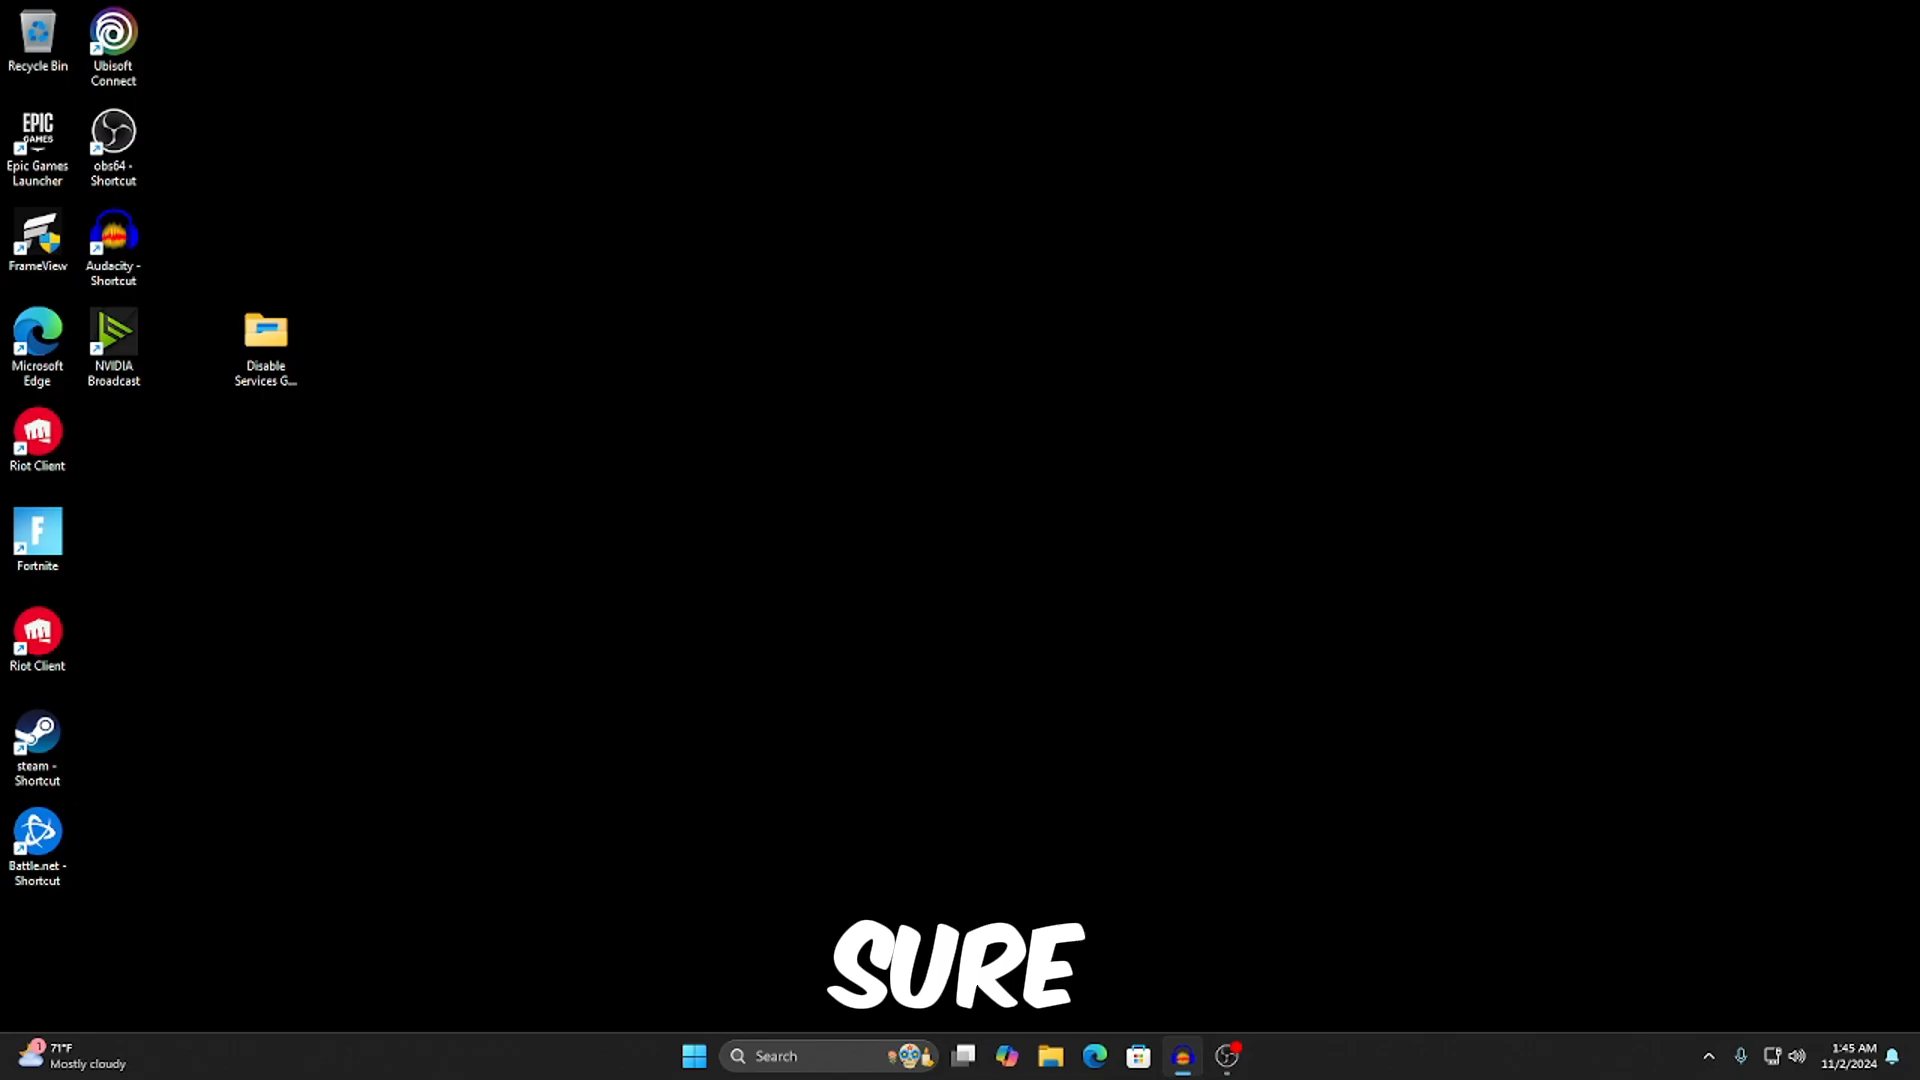 Recycle Bin
Ubisoft
Connect
EPIC
GAMES
Epic Games
Launcher
obs64 -
Shortcut
FrameView
Audacity -
Shortcut
Microsoft
Edge
NVIDIA
Broadcast
Disable
Services G...
Riot Client
F
Fortnite
Riot Client
steam -
Shortcut
Battle.net -
Shortcut
SURE
1
71°F
Mostly cloudy
Search
1:45 AM
11/2/2024